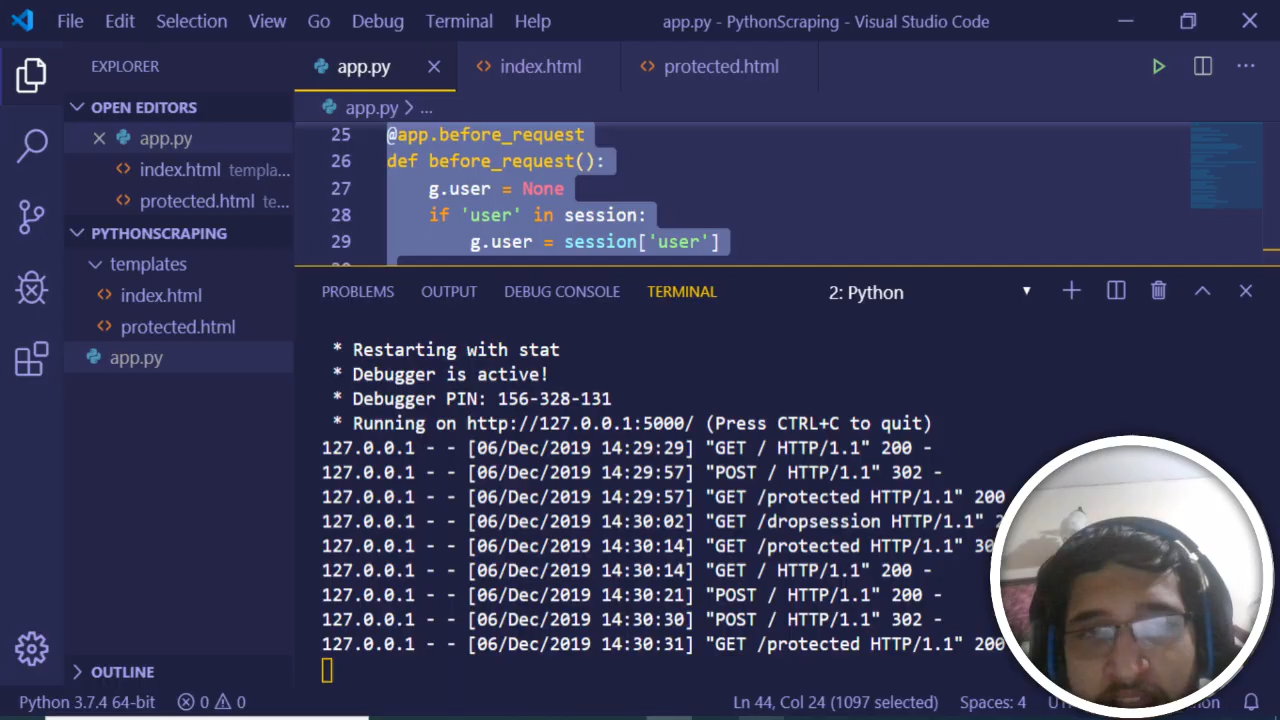 File Edit Selection View Go Debug Terminal Help app.py - PythonScraping - Visual Studio Code
EXPLORER
app.py index.html protected.html
OPEN EDITORS
app.py
index.html templa...
protected.html te...
PYTHONSCRAPING
templates
index.html
protected.html
app.py
OUTLINE
app.py > ...
25 @app.before_request
26 def before_request():
27 g.user = None
28 if 'user' in session:
29 g.user = session['user']
PROBLEMS OUTPUT DEBUG CONSOLE TERMINAL 2: Python
* Restarting with stat
* Debugger is active!
* Debugger PIN: 156-328-131
* Running on http://127.0.0.1:5000/ (Press CTRL+C to quit)
127.0.0.1 - - [06/Dec/2019 14:29:29] "GET / HTTP/1.1" 200 -
127.0.0.1 - - [06/Dec/2019 14:29:57] "POST / HTTP/1.1" 302 -
127.0.0.1 - - [06/Dec/2019 14:29:57] "GET /protected HTTP/1.1" 200
127.0.0.1 - - [06/Dec/2019 14:30:02] "GET /dropsession HTTP/1.1"
127.0.0.1 - - [06/Dec/2019 14:30:14] "GET /protected HTTP/1.1"
127.0.0.1 - - [06/Dec/2019 14:30:14] "GET / HTTP/1.1" 200 -
127.0.0.1 - - [06/Dec/2019 14:30:21] "POST / HTTP/1.1" 200 -
127.0.0.1 - - [06/Dec/2019 14:30:30] "POST / HTTP/1.1" 302 -
127.0.0.1 - - [06/Dec/2019 14:30:31] "GET /protected HTTP/1.1" 200
Python 3.7.4 64-bit 0 0 Ln 44, Col 24 (1097 selected) Spaces: 4